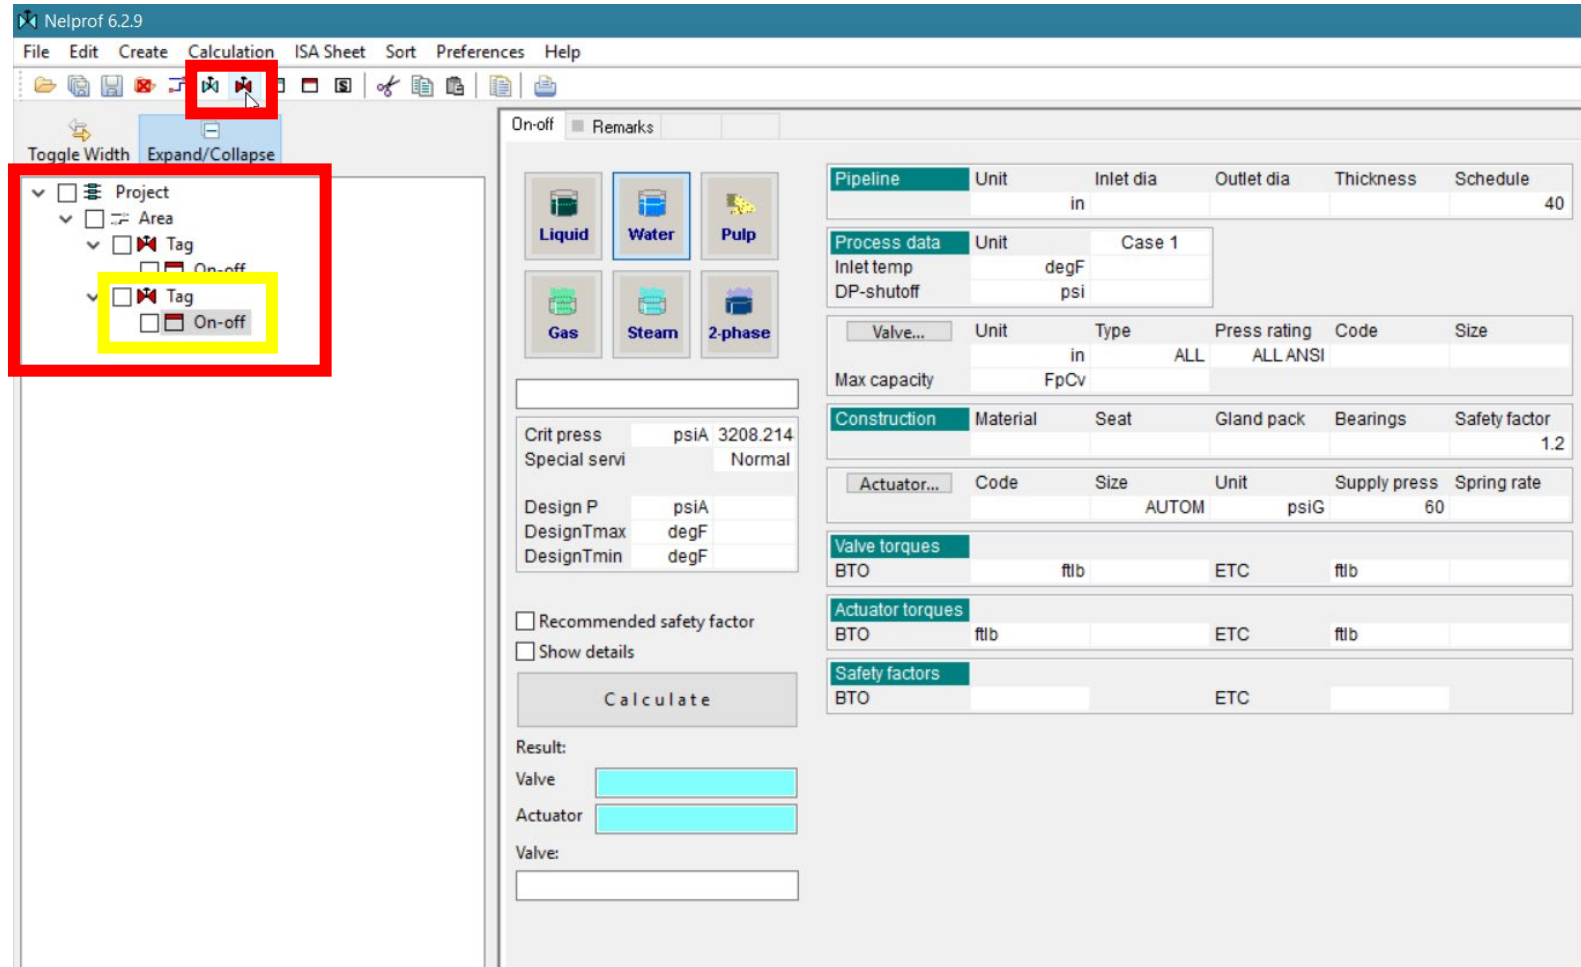 Nelprof 6.2.9
File Edit Create Calculation ISA Sheet Sort Preferences Help
Toggle Width Expand/Collapse
Project
Area
Tag
On-off
Tag
On-off
On-off Remarks
Liquid Water Pulp
Gas Steam 2-phase
Crit press psiA 3208.214
Special servi Normal
Design P psiA
DesignTmax degF
DesignTmin degF
Recommended safety factor
Show details
Calculate
Result:
Valve
Actuator
Valve:
Pipeline Unit Inlet dia Outlet dia Thickness Schedule
in 40
Process data Unit Case 1
Inlet temp degF
DP-shutoff psi
Valve... Unit Type Press rating Code Size
in ALL ALL ANSI
Max capacity FpCv
Construction Material Seat Gland pack Bearings Safety factor
1.2
Actuator... Code Size Unit Supply press Spring rate
AUTOM psiG 60
Valve torques
BTO ftlb ETC ftlb
Actuator torques
BTO ftlb ETC ftlb
Safety factors
BTO ETC